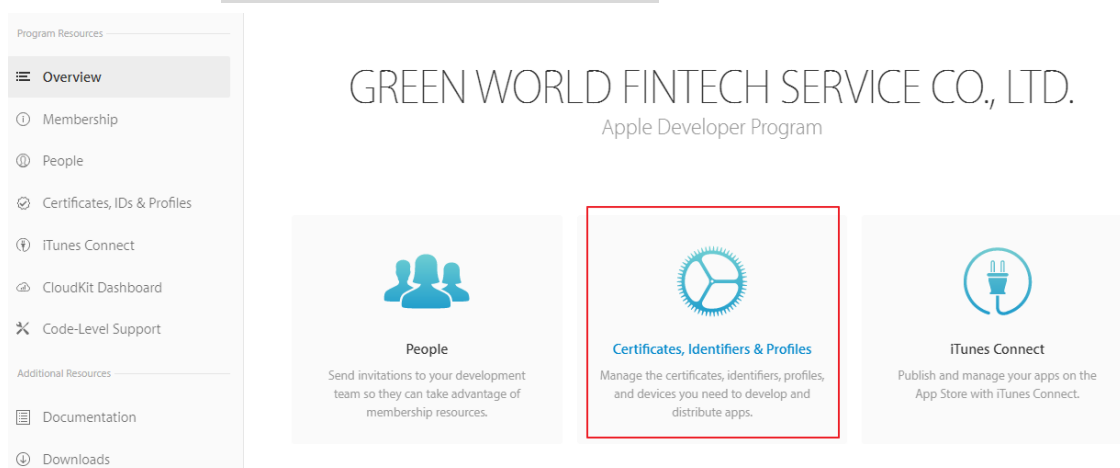 Program Resources
Overview
Membership
People
Certificates, IDs & Profiles
iTunes Connect
CloudKit Dashboard
Code-Level Support
Additional Resources
Documentation
Downloads
GREEN WORLD FINTECH SERVICE CO., LTD.
Apple Developer Program
People
Send invitations to your development
team so they can take advantage of
membership resources.
Certificates, Identifiers & Profiles
Manage the certificates, identifiers, profiles,
and devices you need to develop and
distribute apps.
iTunes Connect
Publish and manage your apps on the
App Store with iTunes Connect.